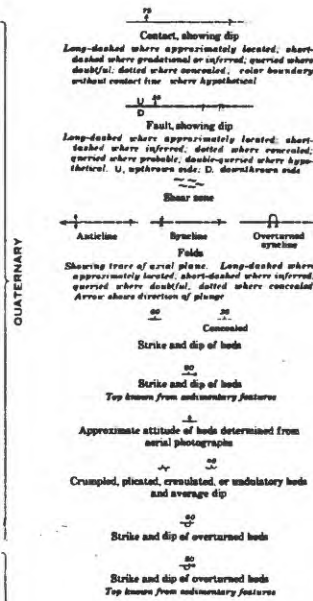 75
Contact, showing dip
Long-dashed where approximately located; short-
dashed where gradational or inferred; queried where
doubtful; dotted where concealed; color boundary
without contact line where hypothetical
U
D
Fault, showing dip
Long-dashed where approximately located; short-
dashed where inferred; dotted where concealed;
queried where probable, double-queried where hypo-
thetical. U, upthrown side; D, downthrown side
Shear zone
Anticline Syncline Overturned
syncline
Folds
Showing trace of axial plane. Long-dashed where
approximately located, short-dashed where inferred,
queried where doubtful, dotted where concealed
Arrow shows direction of plunge
QUATERNARY
60
Concealed
Strike and dip of beds
Strike and dip of beds
Top known from sedimentary features
Approximate attitude of beds determined from
aerial photographs
Crumpled, plicated, crenulated, or undulatory beds
and average dip
60
Strike and dip of overturned beds
80
Strike and dip of overturned beds
Top known from sedimentary features